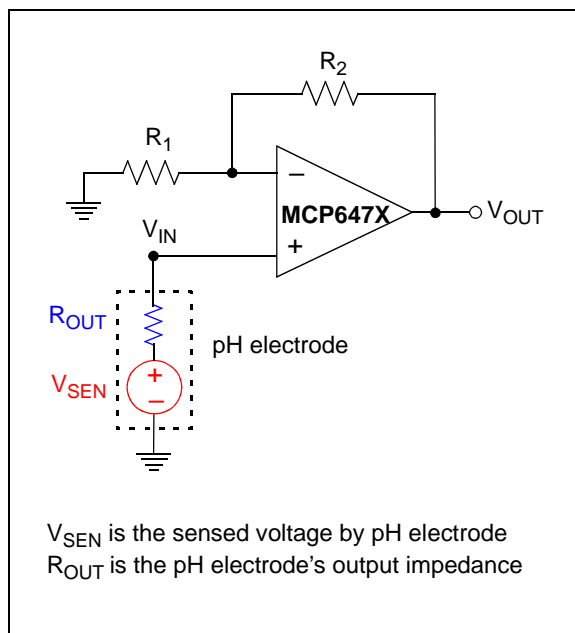 R2
R1
−
MCP647X
VOUT
VIN
+
ROUT
pH electrode
+
VSEN
−
VSEN is the sensed voltage by pH electrode
ROUT is the pH electrode's output impedance